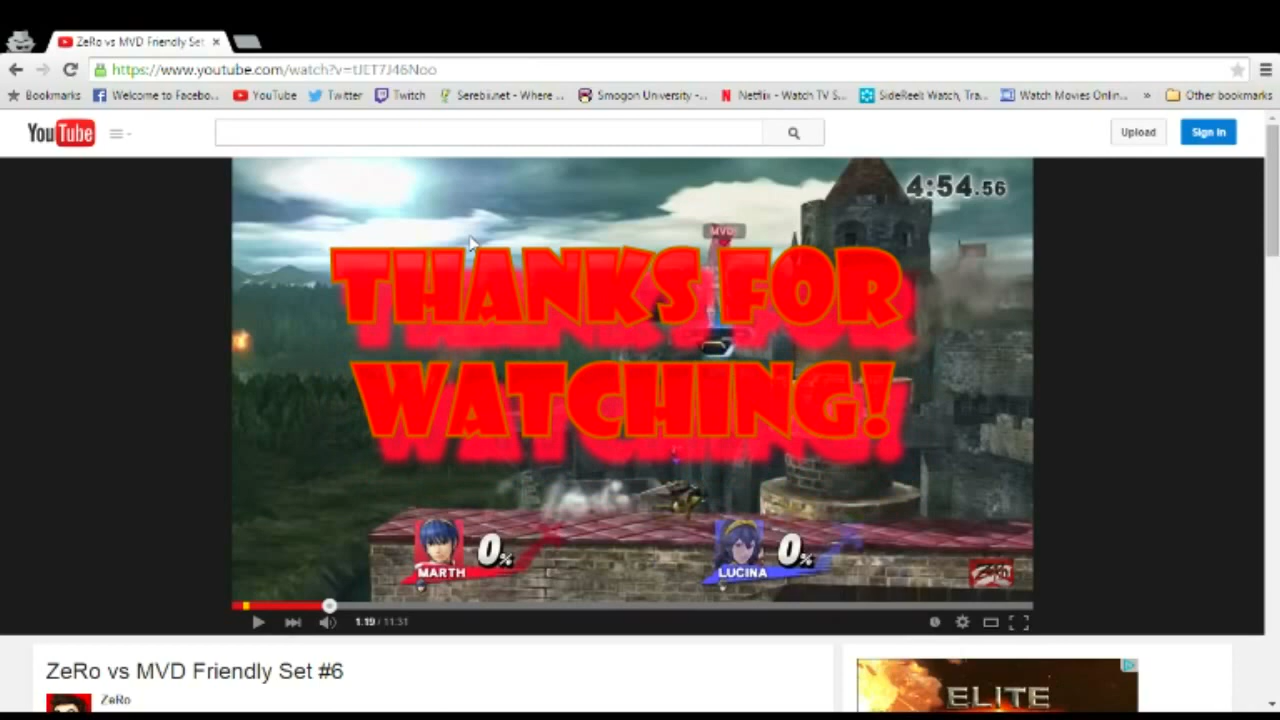 ZeRo vs MVD Friendly Set
https://www.youtube.com/watch?v=tJET7J46Noo
Bookmarks Welcome to Facebo... YouTube Twitter Twitch Serebii.net - Where ... Smogon University -... Netflix - Watch TV S... SideReel: Watch, Tra... Watch Movies Onlin... » Other bookmarks
YouTube Upload Sign in
4:54.56
MVD
THANKS FOR
WATCHING!
0% 0%
MARTH LUCINA
ZeRo
1:19 / 11:31
ZeRo vs MVD Friendly Set #6
ZeRo
ELITE